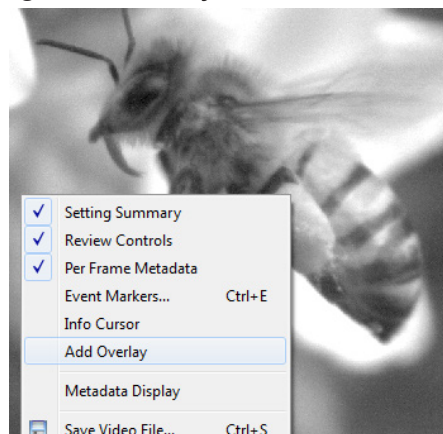 Setting Summary
Review Controls
Per Frame Metadata
Event Markers... Ctrl+E
Info Cursor
Add Overlay
Metadata Display
Save Video File... Ctrl+S